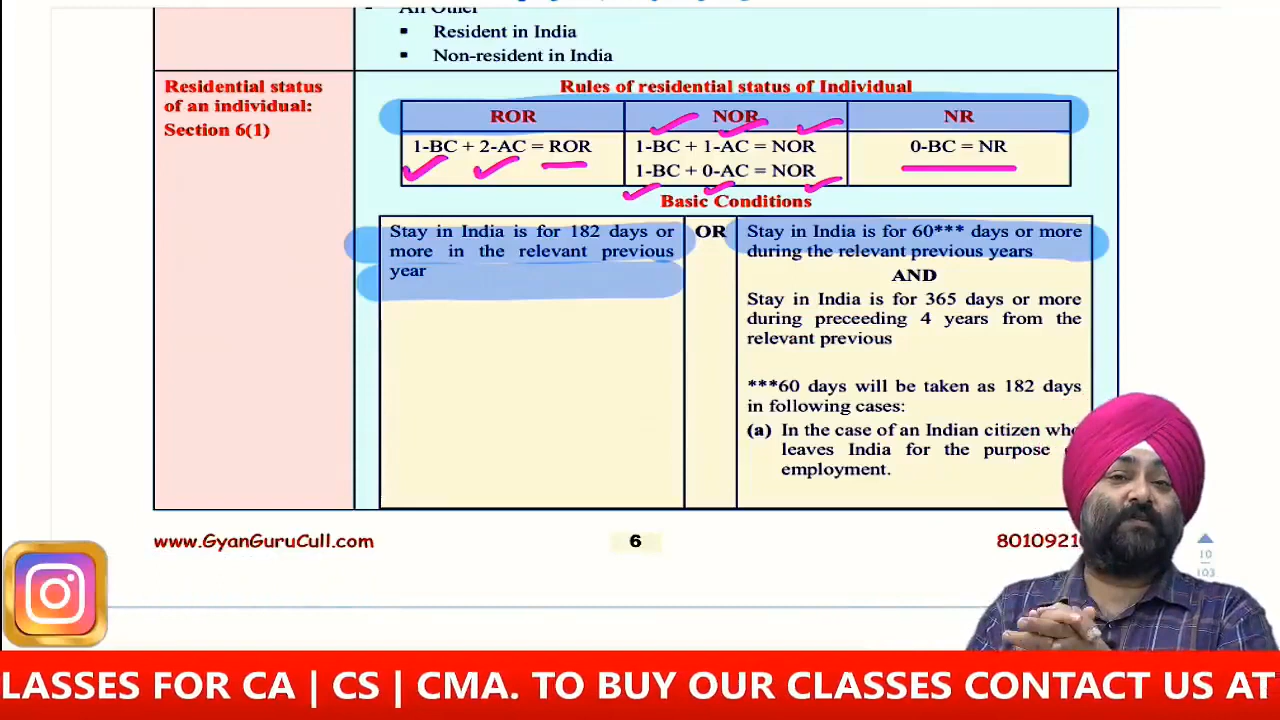 Resident in India
Non-resident in India
Residential status
of an individual:
Section 6(1)
Rules of residential status of Individual
ROR
NOR
NR
1-BC + 2-AC = ROR
1-BC + 1-AC = NOR
1-BC + 0-AC = NOR
0-BC = NR
Basic Conditions
Stay in India is for 182 days or
more in the relevant previous
year
OR
Stay in India is for 60*** days or more
during the relevant previous years
AND
Stay in India is for 365 days or more
during preceeding 4 years from the
relevant previous
***60 days will be taken as 182 days
in following cases:
(a) In the case of an Indian citizen who
leaves India for the purpose
employment.
www.GyanGuruCull.com
6
8010921
10
103
LASSES FOR CA | CS | CMA. TO BUY OUR CLASSES CONTACT US AT